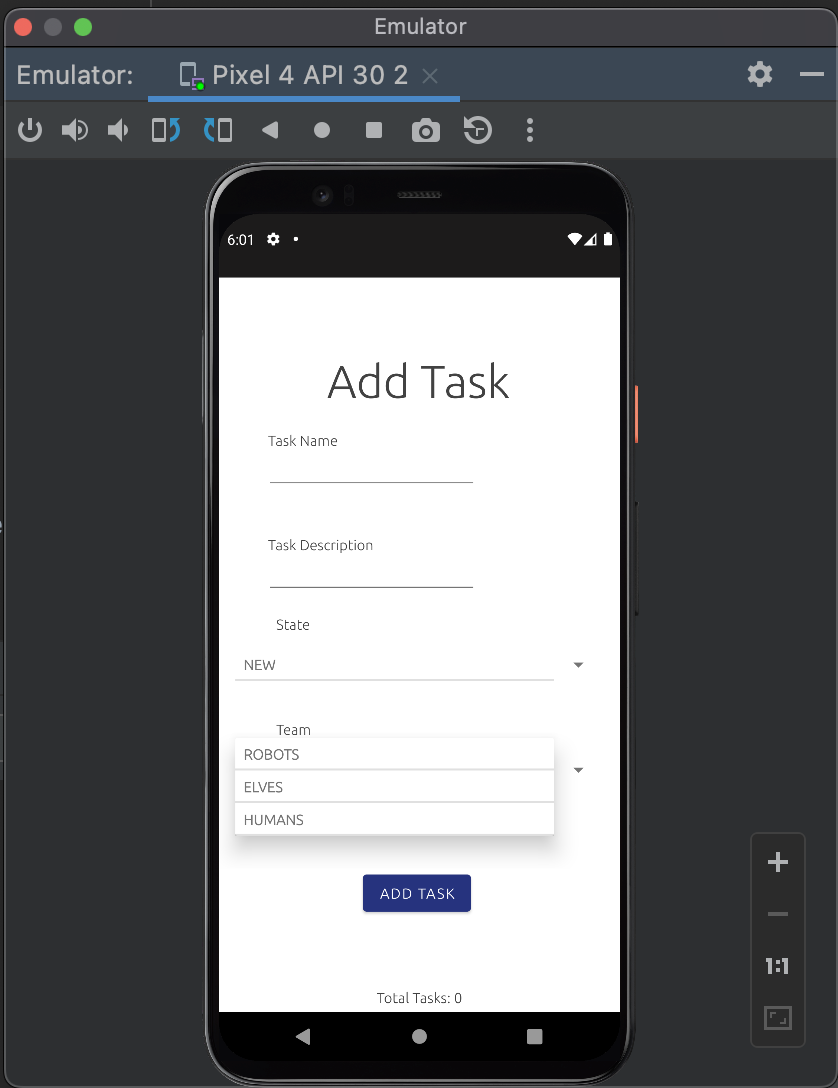 Emulator
Emulator: Pixel 4 API 30 2
6:01
Add Task
Task Name
Task Description
State
NEW
Team
ROBOTS
ELVES
HUMANS
ADD TASK
1:1
Total Tasks: 0